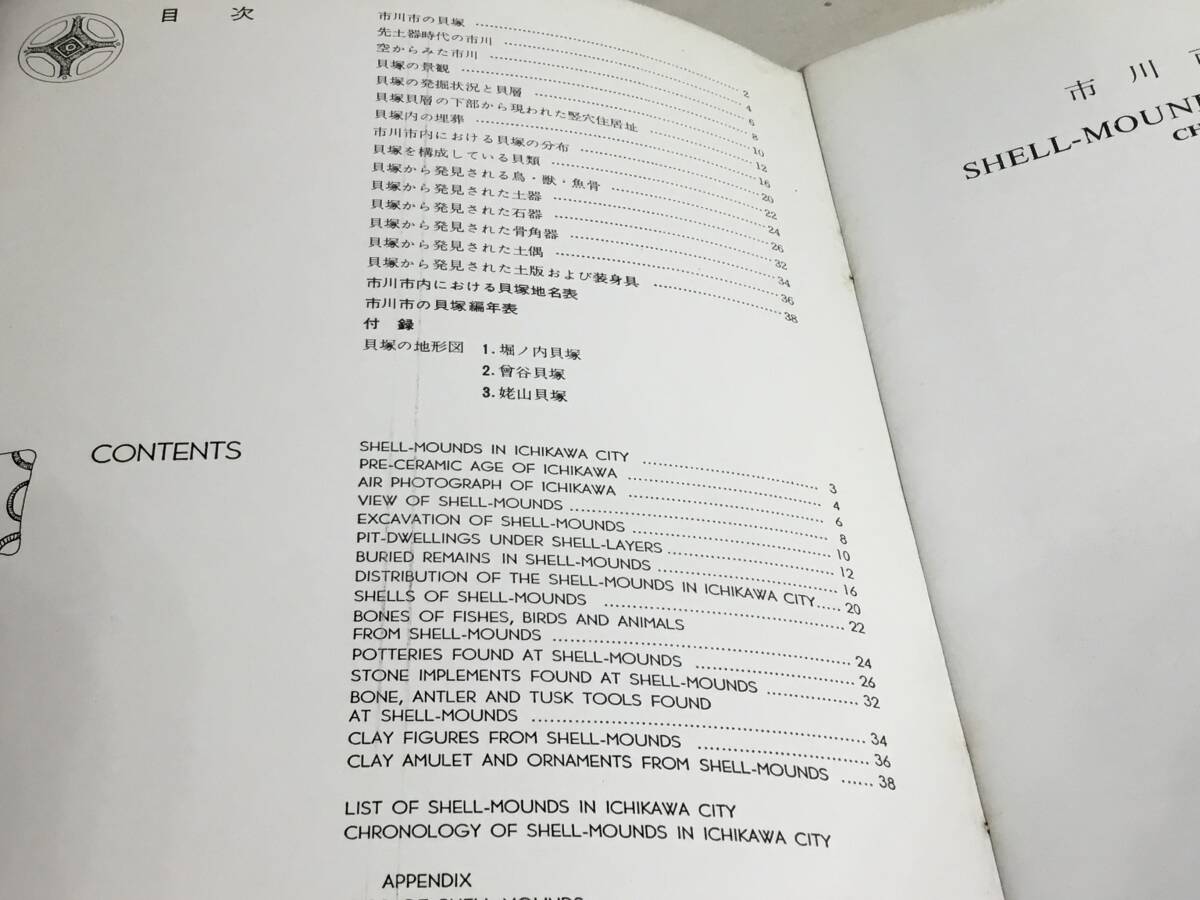 目 次
市川市の貝塚 2
先土器時代の市川 4
空からみた市川 6
貝塚の景観 8
貝塚の発掘状況と貝層 10
貝塚貝層の下部から現われた竪穴住居址 12
貝塚内の埋葬 16
市川市内における貝塚の分布 20
貝塚を構成している貝類 22
貝塚から発見される鳥・獣・魚骨 24
貝塚から発見された土器 26
貝塚から発見された石器 32
貝塚から発見された骨角器 34
貝塚から発見された土偶 36
貝塚から発見された土版および装身具 38
市川市内における貝塚地名表
市川市の貝塚編年表
付 録
貝塚の地形図 1.堀ノ内貝塚
2.曾谷貝塚
3.姥山貝塚
CONTENTS
SHELL-MOUNDS IN ICHIKAWA CITY 3
PRE-CERAMIC AGE OF ICHIKAWA 4
AIR PHOTOGRAPH OF ICHIKAWA 6
VIEW OF SHELL-MOUNDS 8
EXCAVATION OF SHELL-MOUNDS 10
PIT-DWELLINGS UNDER SHELL-LAYERS 12
BURIED REMAINS IN SHELL-MOUNDS 16
DISTRIBUTION OF THE SHELL-MOUNDS IN ICHIKAWA CITY 20
SHELLS OF SHELL-MOUNDS 22
BONES OF FISHES, BIRDS AND ANIMALS
FROM SHELL-MOUNDS 24
POTTERIES FOUND AT SHELL-MOUNDS 26
STONE IMPLEMENTS FOUND AT SHELL-MOUNDS 32
BONE, ANTLER AND TUSK TOOLS FOUND
AT SHELL-MOUNDS 34
CLAY FIGURES FROM SHELL-MOUNDS 36
CLAY AMULET AND ORNAMENTS FROM SHELL-MOUNDS 38
LIST OF SHELL-MOUNDS IN ICHIKAWA CITY
CHRONOLOGY OF SHELL-MOUNDS IN ICHIKAWA CITY
APPENDIX
OF SHELL-MOUNDS
市 川
SHELL-MOUND
CH